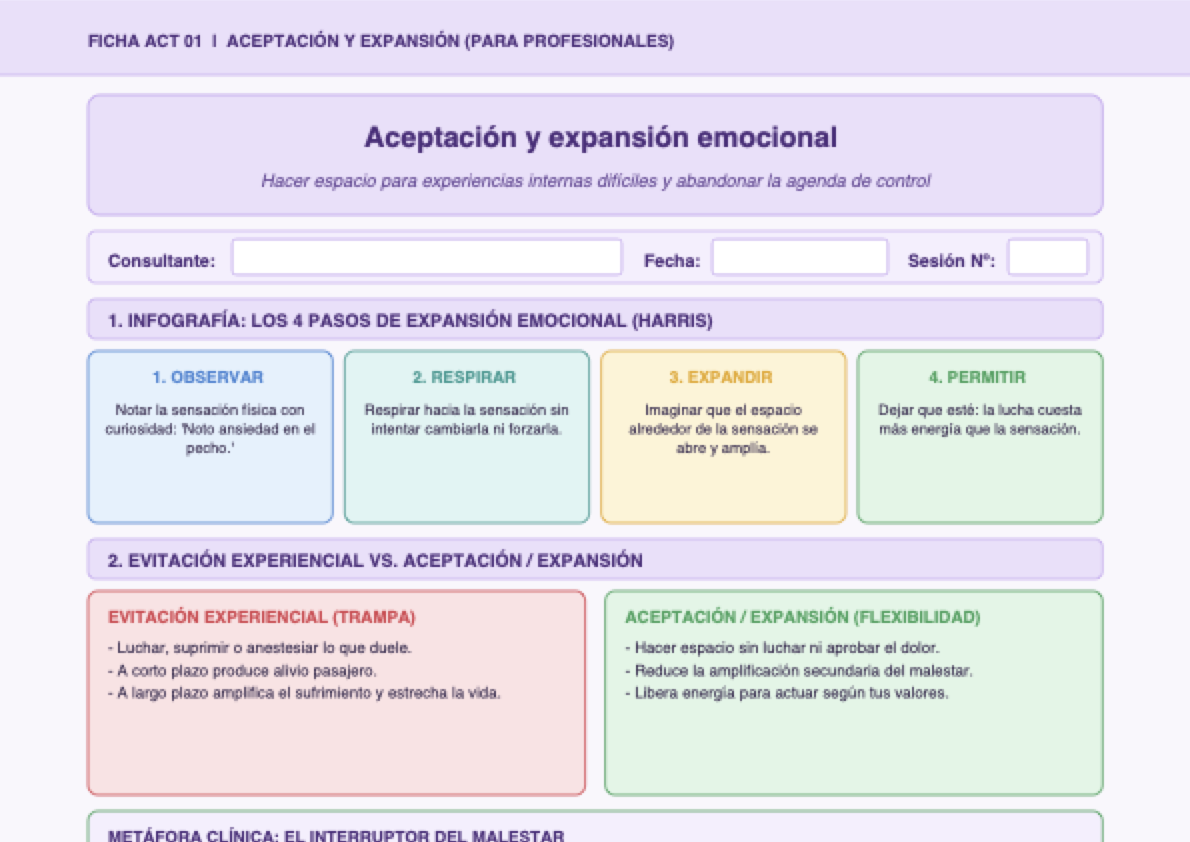 FICHA ACT 01 | ACEPTACIÓN Y EXPANSIÓN (PARA PROFESIONALES)
Aceptación y expansión emocional
Hacer espacio para experiencias internas difíciles y abandonar la agenda de control
Consultante: Fecha: Sesión Nº:
1. INFOGRAFÍA: LOS 4 PASOS DE EXPANSIÓN EMOCIONAL (HARRIS)
1. OBSERVAR
Notar la sensación física con
curiosidad: 'Noto ansiedad en el
pecho.'
2. RESPIRAR
Respirar hacia la sensación sin
intentar cambiarla ni forzarla.
3. EXPANDIR
Imaginar que el espacio
alrededor de la sensación se
abre y amplía.
4. PERMITIR
Dejar que esté: la lucha cuesta
más energía que la sensación.
2. EVITACIÓN EXPERIENCIAL VS. ACEPTACIÓN / EXPANSIÓN
EVITACIÓN EXPERIENCIAL (TRAMPA)
- Luchar, suprimir o anestesiar lo que duele.
- A corto plazo produce alivio pasajero.
- A largo plazo amplifica el sufrimiento y estrecha la vida.
ACEPTACIÓN / EXPANSIÓN (FLEXIBILIDAD)
- Hacer espacio sin luchar ni aprobar el dolor.
- Reduce la amplificación secundaria del malestar.
- Libera energía para actuar según tus valores.
METÁFORA CLÍNICA: EL INTERRUPTOR DEL MALESTAR